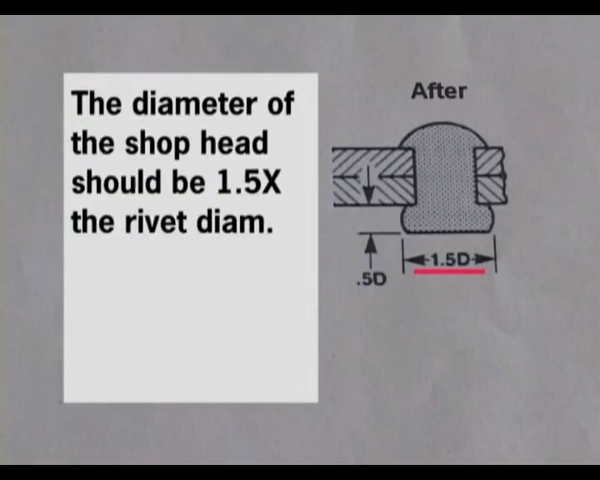 The diameter of
the shop head
should be 1.5X
the rivet diam.
After
1.5D
.5D